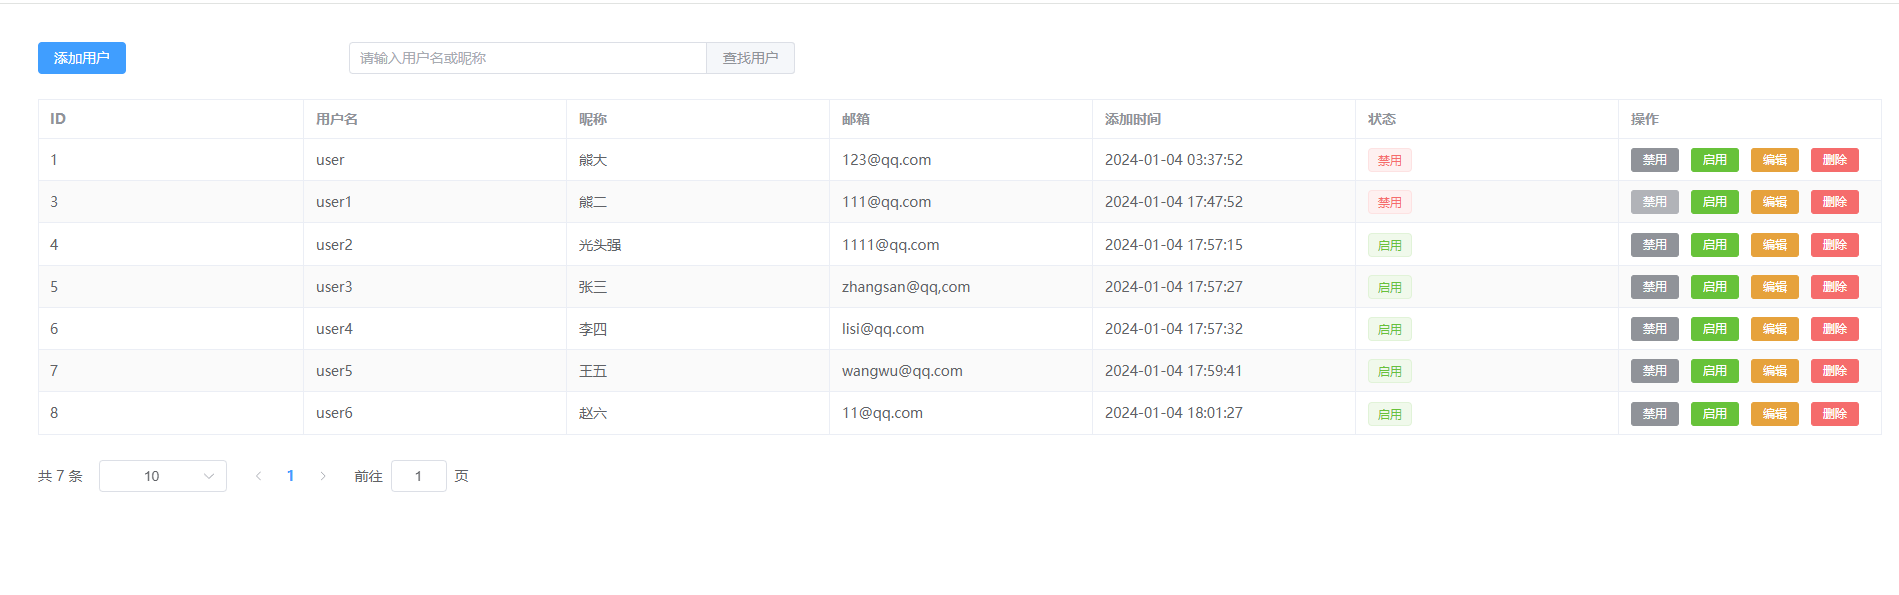 添加用户 请输入用户名或昵称 查找用户
ID 用户名 昵称 邮箱 添加时间 状态 操作
1 user 熊大 123@qq.com 2024-01-04 03:37:52 禁用 禁用 启用 编辑 删除
3 user1 熊二 111@qq.com 2024-01-04 17:47:52 禁用 禁用 启用 编辑 删除
4 user2 光头强 1111@qq.com 2024-01-04 17:57:15 启用 禁用 启用 编辑 删除
5 user3 张三 zhangsan@qq,com 2024-01-04 17:57:27 启用 禁用 启用 编辑 删除
6 user4 李四 lisi@qq.com 2024-01-04 17:57:32 启用 禁用 启用 编辑 删除
7 user5 王五 wangwu@qq.com 2024-01-04 17:59:41 启用 禁用 启用 编辑 删除
8 user6 赵六 11@qq.com 2024-01-04 18:01:27 启用 禁用 启用 编辑 删除
共 7 条 10 1 前往 1 页